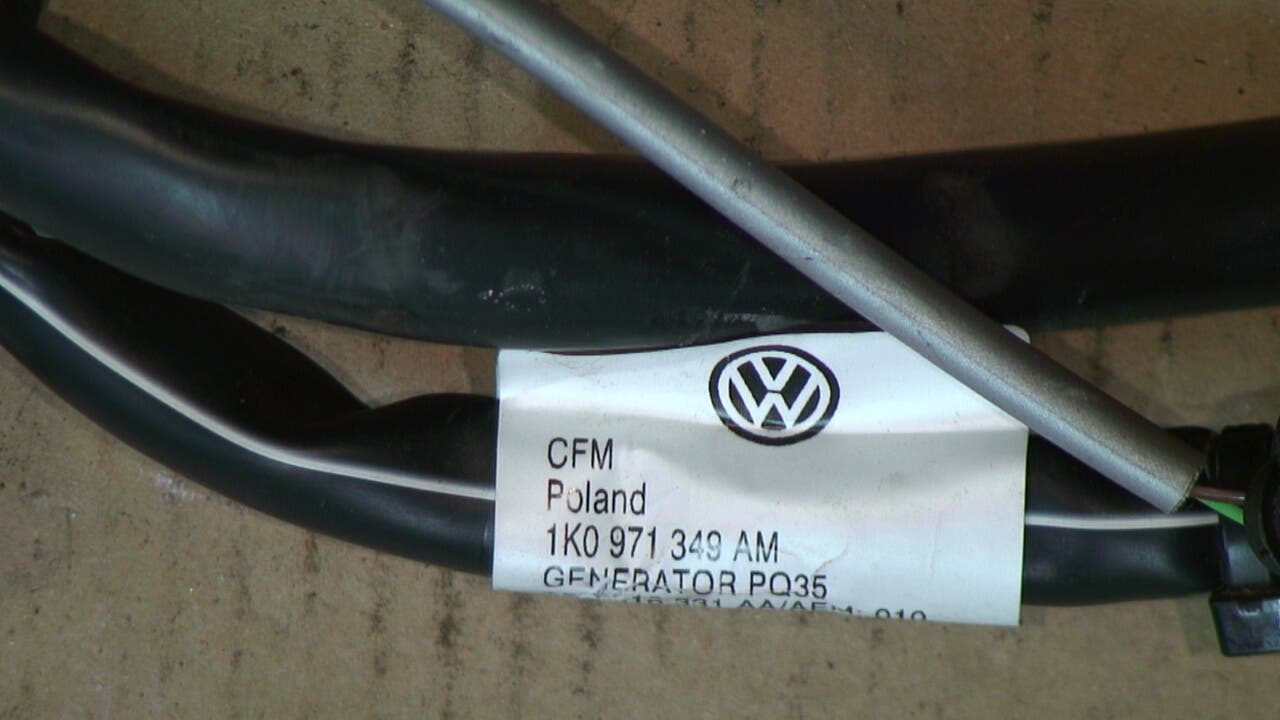 CFM
Poland
1K0 971 349 AM
GENERATOR PQ35